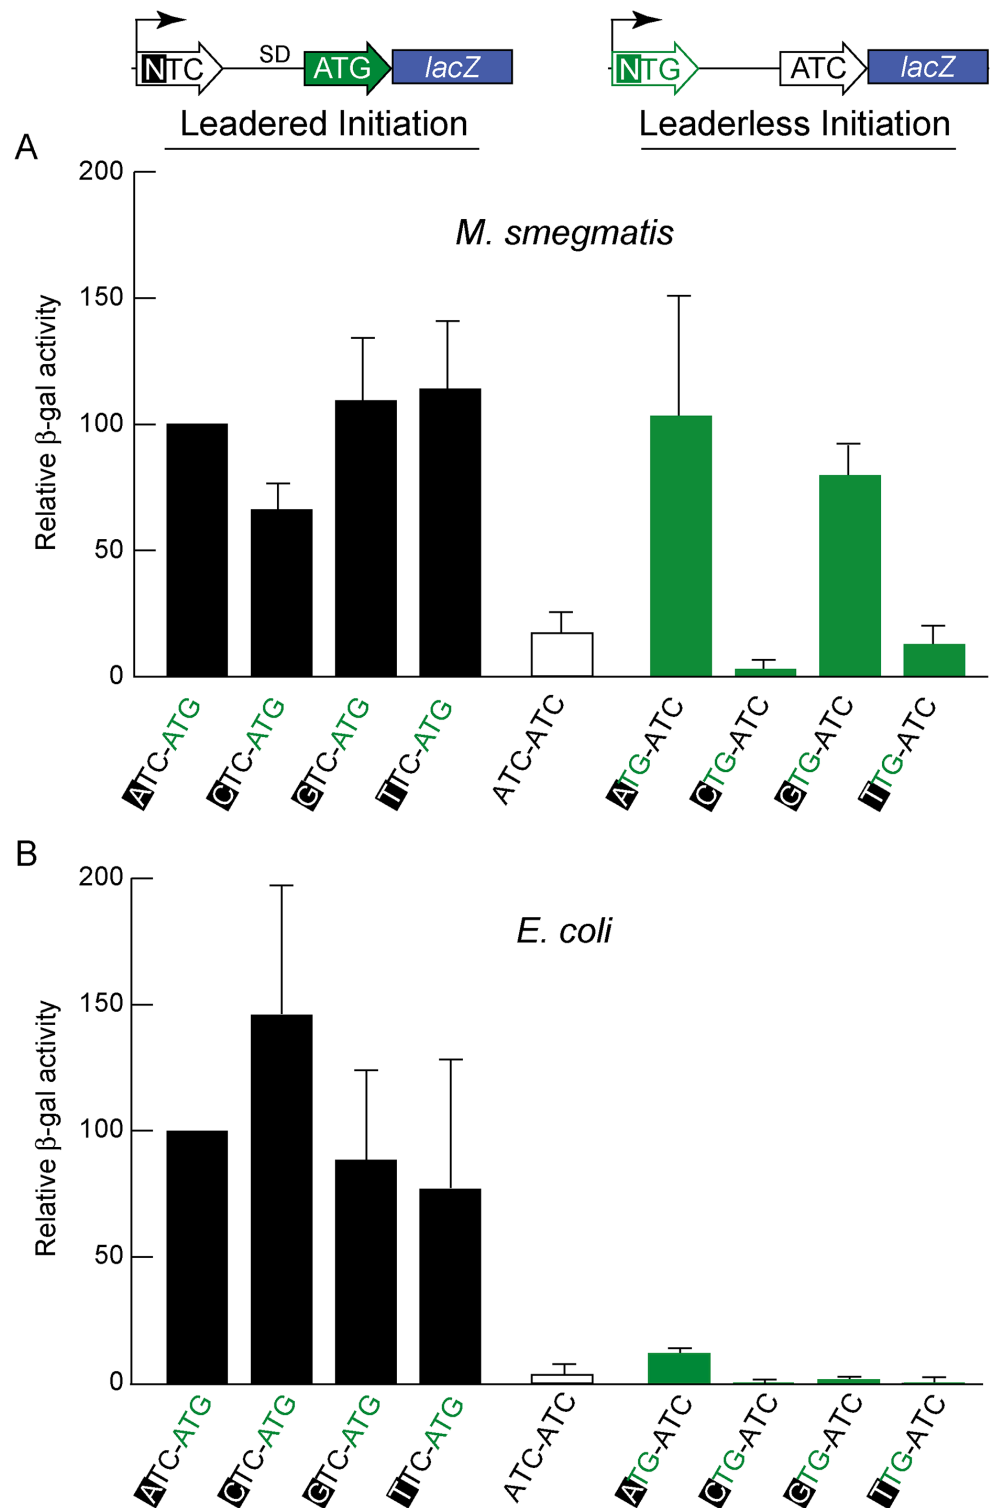 NTC SD ATG lacZ
NTG ATC lacZ
Leadered Initiation
Leaderless Initiation
A
200
150
100
50
0
Relative β-gal activity
M. smegmatis
ATC-ATG
CTC-ATG
GTC-ATG
TTC-ATG
ATC-ATC
ATG-ATC
CTG-ATC
GTG-ATC
TTG-ATC
B
200
150
100
50
0
Relative β-gal activity
E. coli
ATC-ATG
CTC-ATG
GTC-ATG
TTC-ATG
ATC-ATC
ATG-ATC
CTG-ATC
GTG-ATC
TTG-ATC